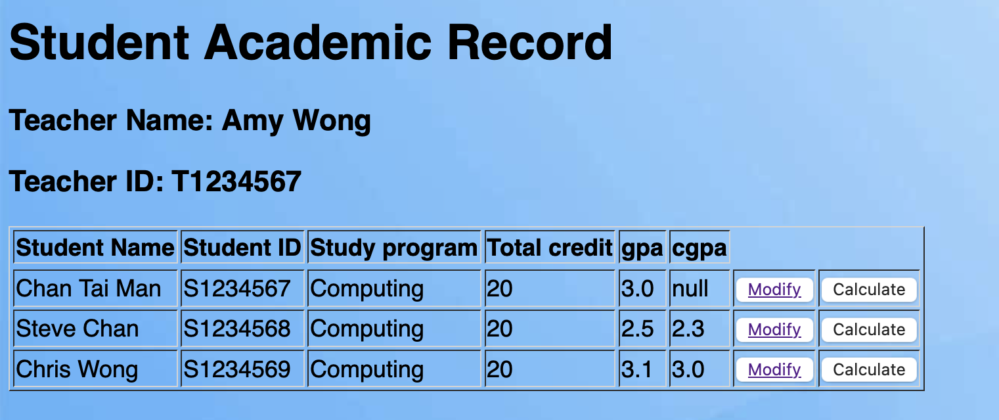 Student Academic Record
Teacher Name: Amy Wong
Teacher ID: T1234567
Student Name Student ID Study program Total credit gpa cgpa
Chan Tai Man S1234567 Computing 20 3.0 null Modify Calculate
Steve Chan S1234568 Computing 20 2.5 2.3 Modify Calculate
Chris Wong S1234569 Computing 20 3.1 3.0 Modify Calculate